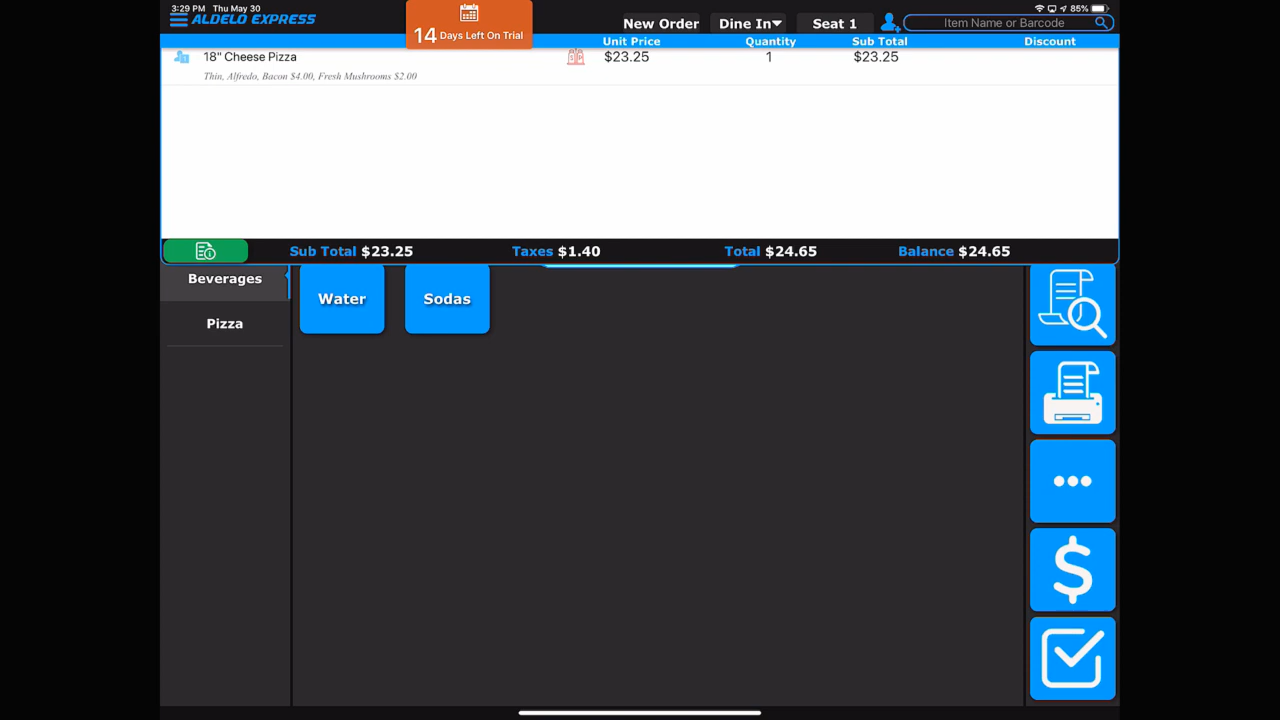 3:29 PM Thu May 30
85%
ALDELO EXPRESS
14 Days Left On Trial
New Order
Dine In
Seat 1
Item Name or Barcode
Unit Price Quantity Sub Total Discount
18" Cheese Pizza $23.25 1 $23.25
Thin, Alfredo, Bacon $4.00, Fresh Mushrooms $2.00
Sub Total $23.25 Taxes $1.40 Total $24.65 Balance $24.65
Beverages
Pizza
Water
Sodas
$